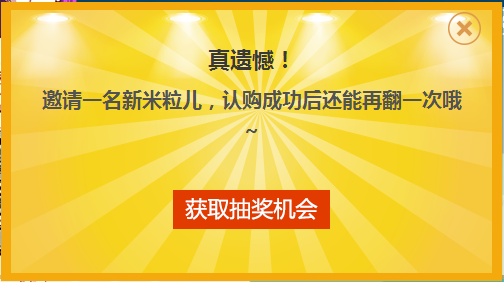 真遗憾！
邀请一名新米粒儿，认购成功后还能再翻一次哦
~
获取抽奖机会